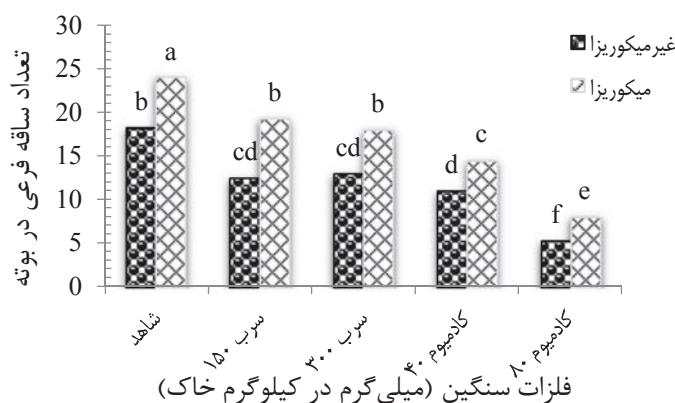 تعداد ساقه فرعی در بوته
30
25
20
15
10
5
0
غیرمیکوریزا
میکوریزا
b
a
cd
b
cd
b
d
c
f
e
شاهد
سرب ۱۵۰
سرب ۳۰۰
کادمیوم ۴۰
کادمیوم ۸۰
فلزات سنگین (میلی‌گرم در کیلوگرم خاک)